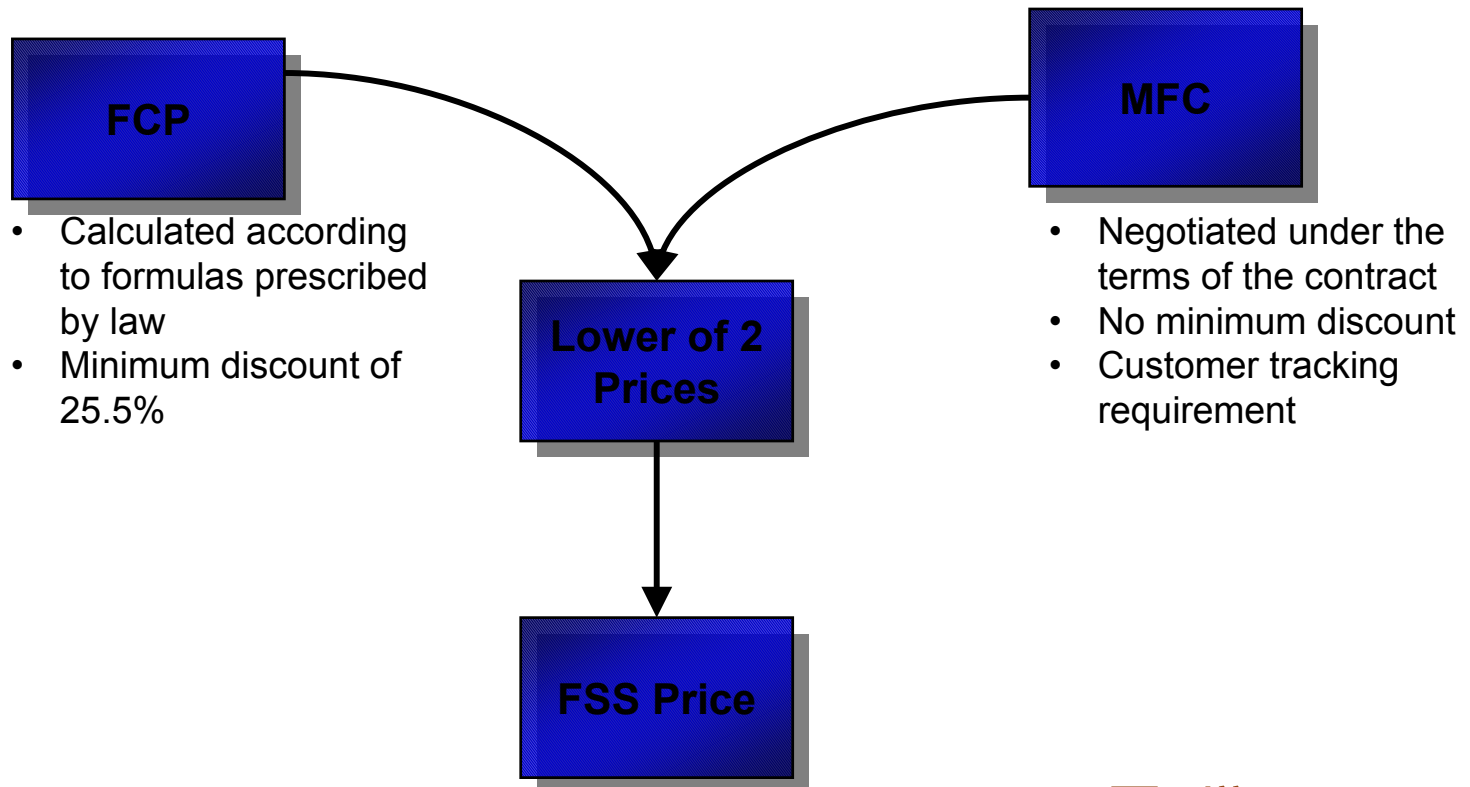 FCP
MFC
• Calculated according
to formulas prescribed
by law
• Minimum discount of
25.5%
• Negotiated under the
terms of the contract
• No minimum discount
• Customer tracking
requirement
Lower of 2
Prices
FSS Price